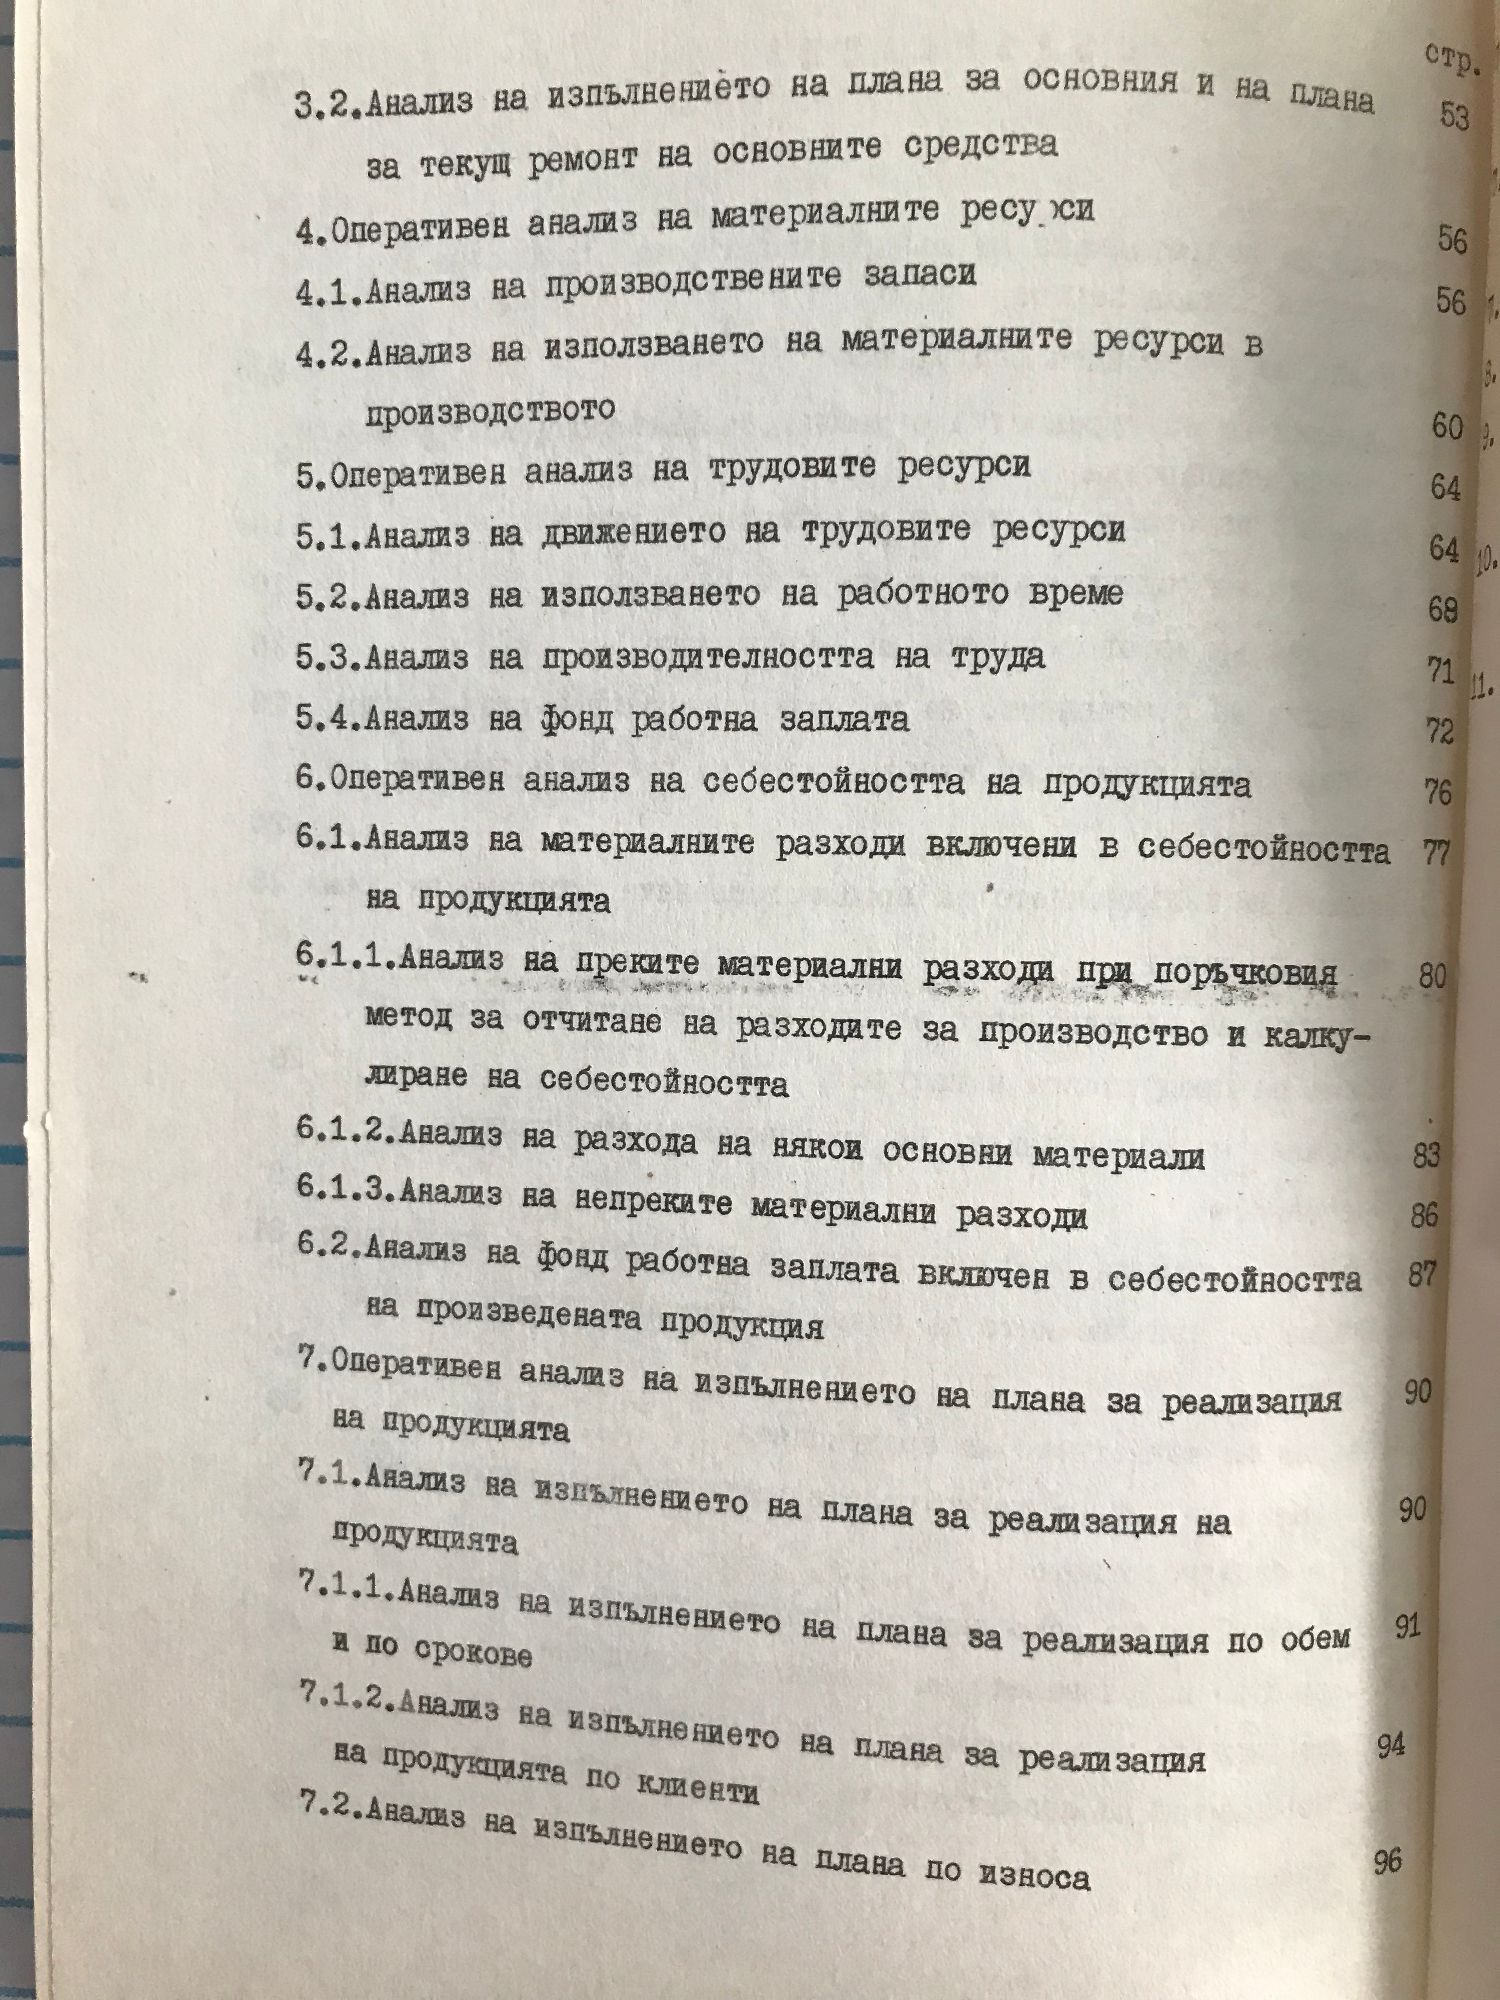 стр.
3.2.Анализ на изпълнението на плана за основния и на плана 53
за текущ ремонт на основните средства
4.Оперативен анализ на материалните ресурси 56
4.1.Анализ на производствените запаси 56
4.2.Анализ на използването на материалните ресурси в
производството 60
5.Оперативен анализ на трудовите ресурси 64
5.1.Анализ на движението на трудовите ресурси 64
5.2.Анализ на използването на работното време 68
5.3.Анализ на производителността на труда 71
5.4.Анализ на фонд работна заплата 72
6.Оперативен анализ на себестойността на продукцията 76
6.1.Анализ на материалните разходи включени в себестойността 77
на продукцията
6.1.1.Анализ на преките материални разходи при поръчковия 80
метод за отчитане на разходите за производство и калку-
лиране на себестойността
6.1.2.Анализ на разхода на някои основни материали 83
6.1.3.Анализ на непреките материални разходи 86
6.2.Анализ на фонд работна заплата включен в себестойността 87
на произведената продукция
7.Оперативен анализ на изпълнението на плана за реализация 90
на продукцията
7.1.Анализ на изпълнението на плана за реализация на 90
продукцията
7.1.1.Анализ на изпълнението на плана за реализация по обем 91
и по срокове
7.1.2.Анализ на изпълнението на плана за реализация 94
на продукцията по клиенти
7.2.Анализ на изпълнението на плана по износа 96
8.
9.
10.
11.